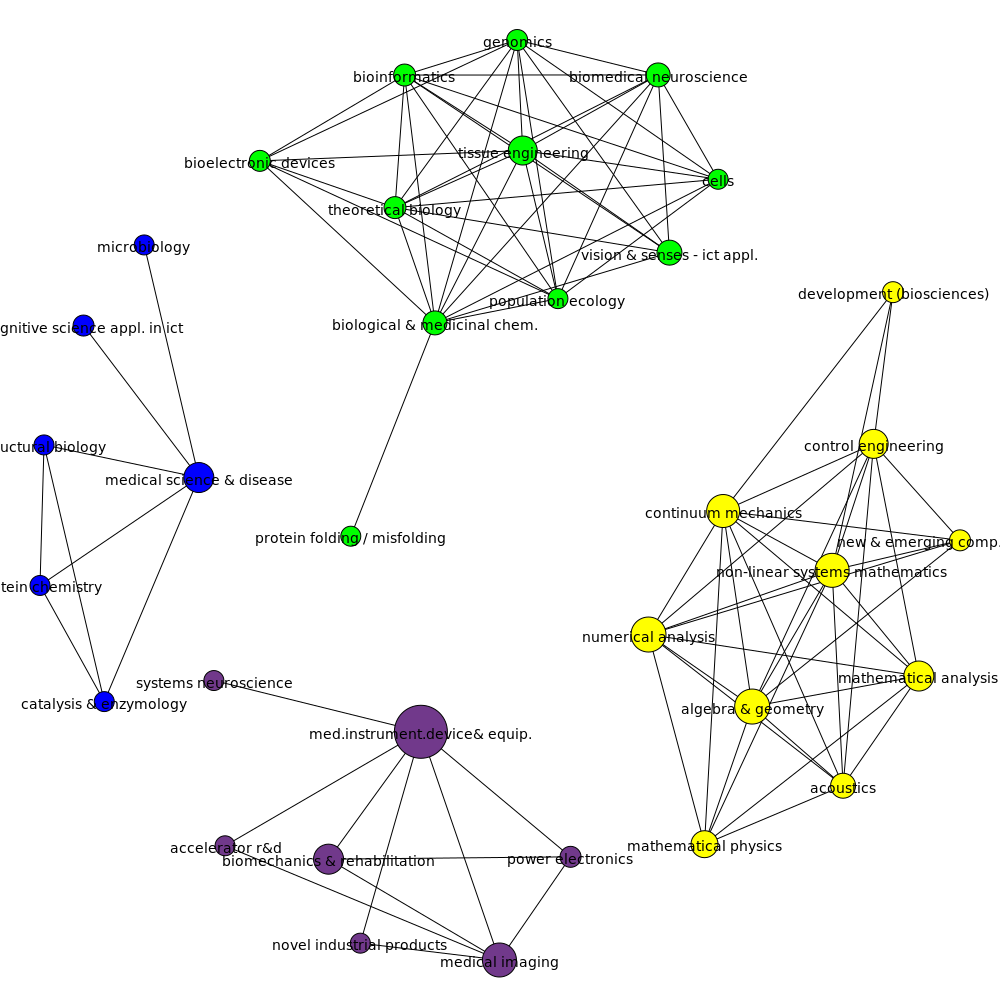 genomics
bioinformatics
biomedical neuroscience
tissue engineering
bioelectronic devices
cells
theoretical biology
microbiology
vision & senses - ict appl.
development (biosciences)
population ecology
biological & medicinal chem.
gnitive science appl. in ict
uctural biology
control engineering
medical science & disease
continuum mechanics
protein folding / misfolding
new & emerging comp.
non-linear systems mathematics
tein chemistry
numerical analysis
mathematical analysis
systems neuroscience
catalysis & enzymology
algebra & geometry
med.instrument.device& equip.
acoustics
mathematical physics
accelerator r&d
biomechanics & rehabilitation
power electronics
novel industrial products
medical imaging